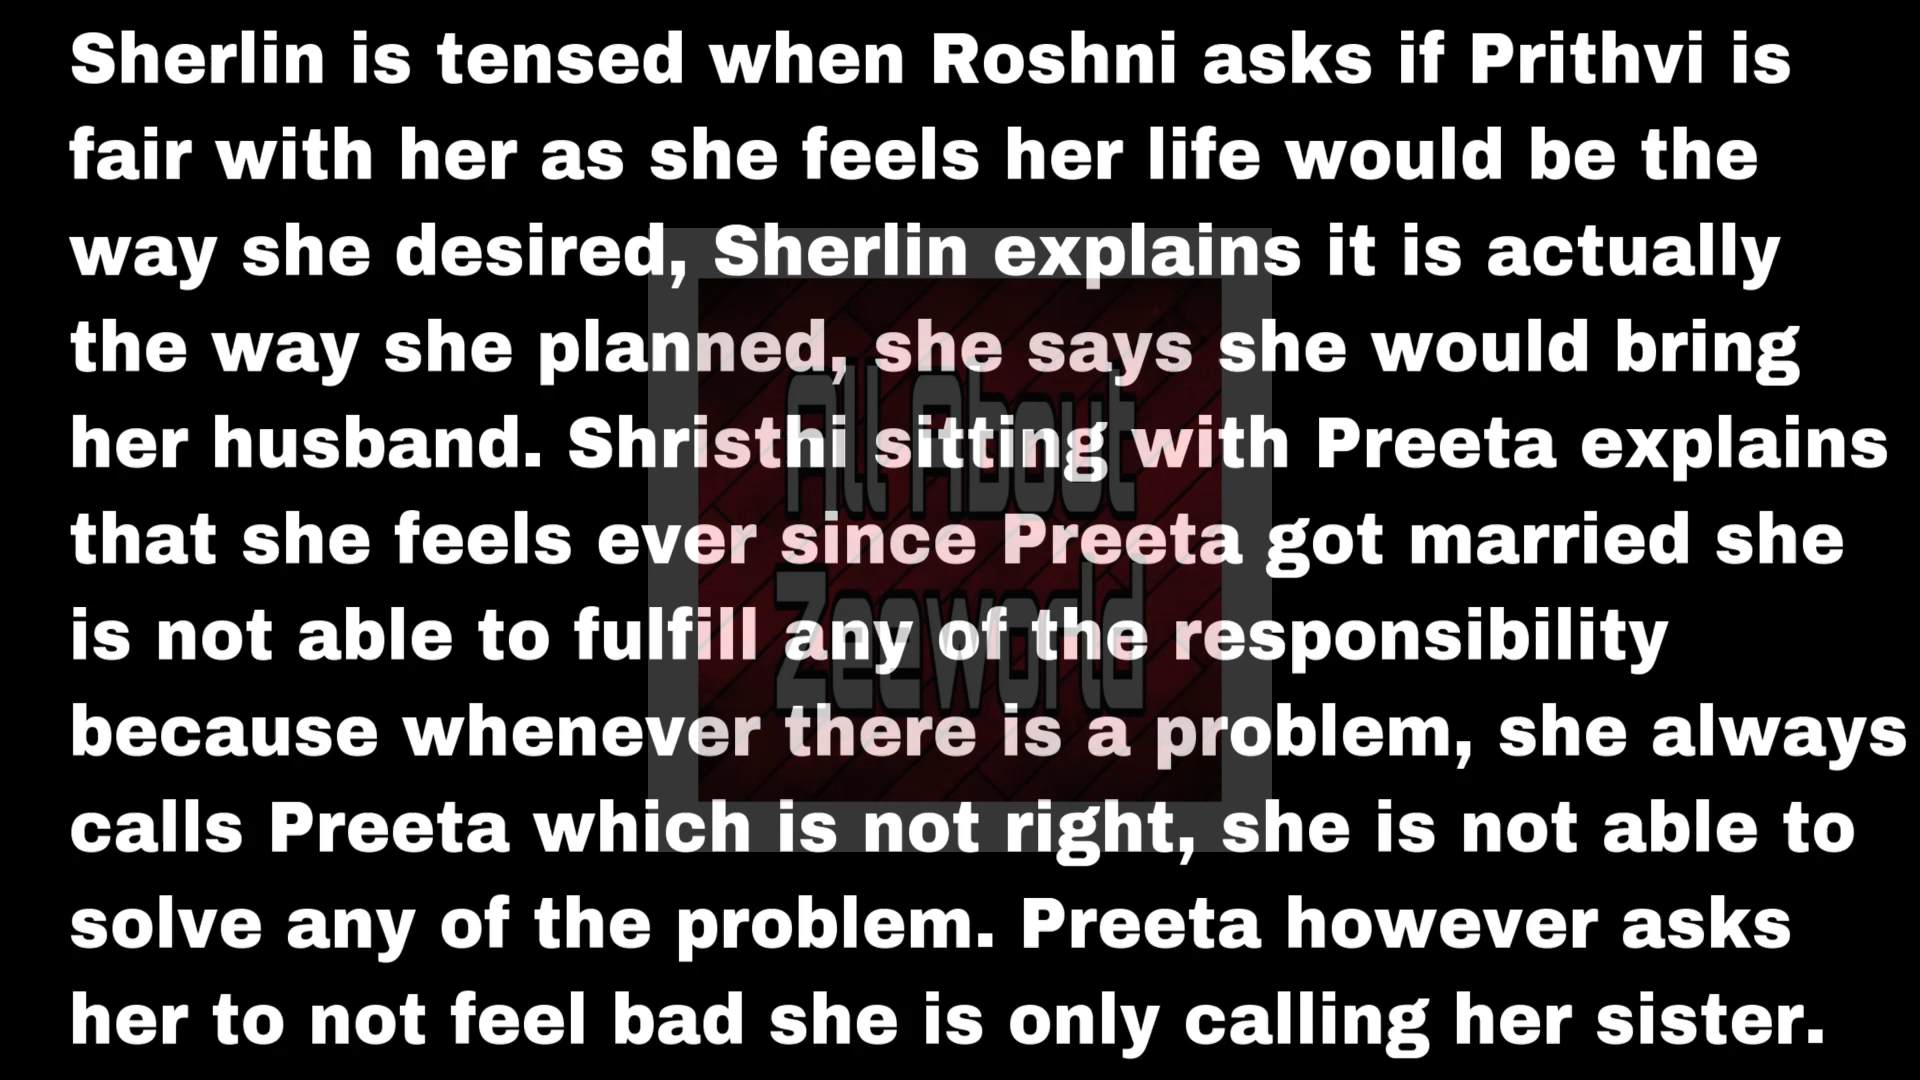 Sherlin is tensed when Roshni asks if Prithvi is
fair with her as she feels her life would be the
way she desired, Sherlin explains it is actually
the way she planned, she says she would bring
her husband. Shristhi sitting with Preeta explains
that she feels ever since Preeta got married she
is not able to fulfill any of the responsibility
because whenever there is a problem, she always
calls Preeta which is not right, she is not able to
solve any of the problem. Preeta however asks
her to not feel bad she is only calling her sister.
All About
Zeeworld